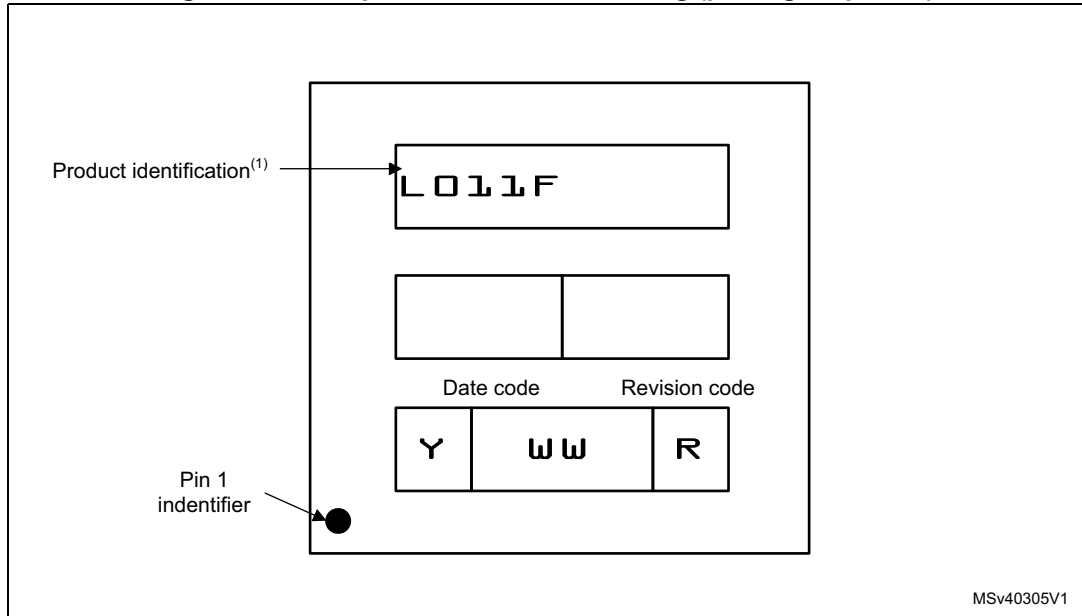 Product identification(1)
L011F
Date code Revision code
Y WW R
Pin 1
indentifier
MSv40305V1